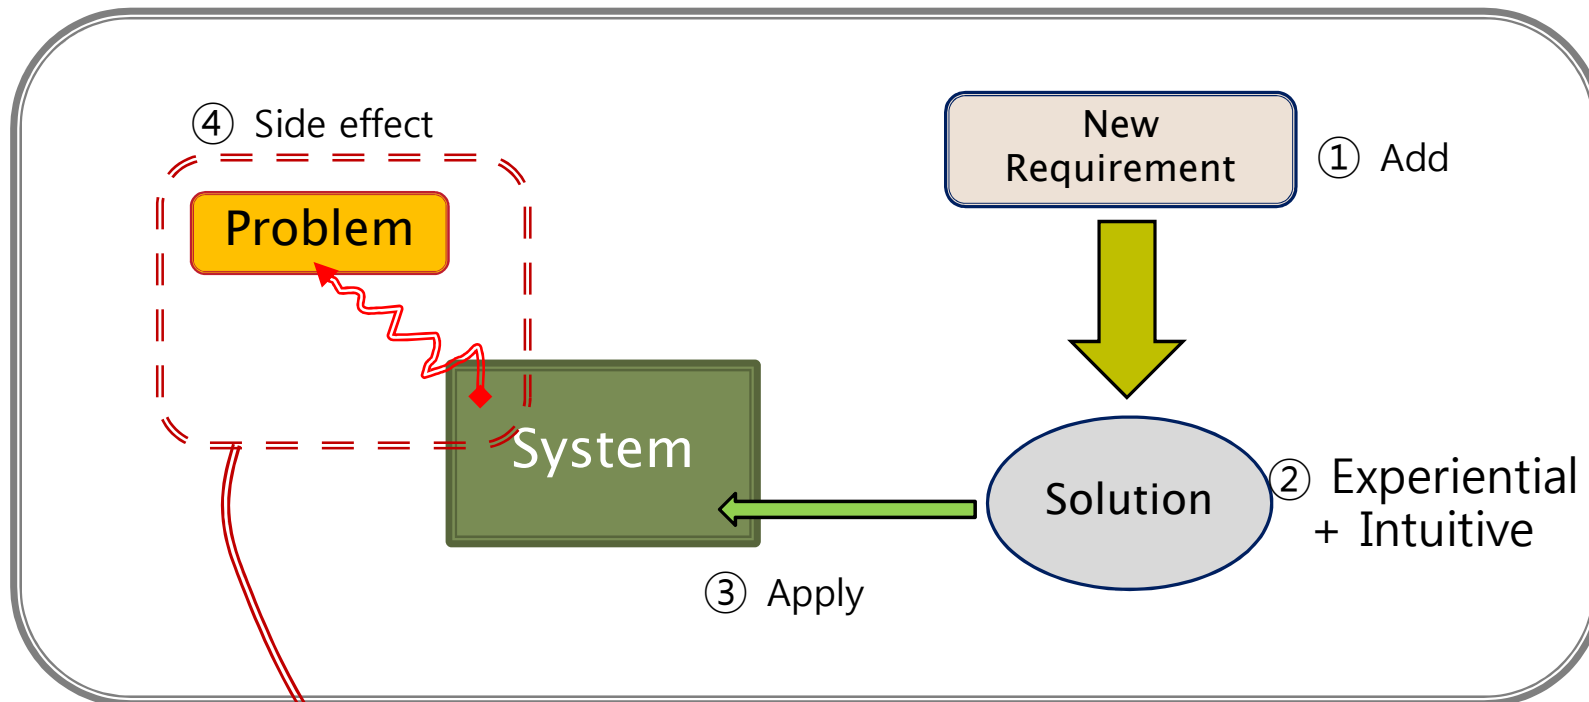 ④ Side effect
Problem
New
Requirement
① Add
System
Solution
② Experiential
+ Intuitive
③ Apply